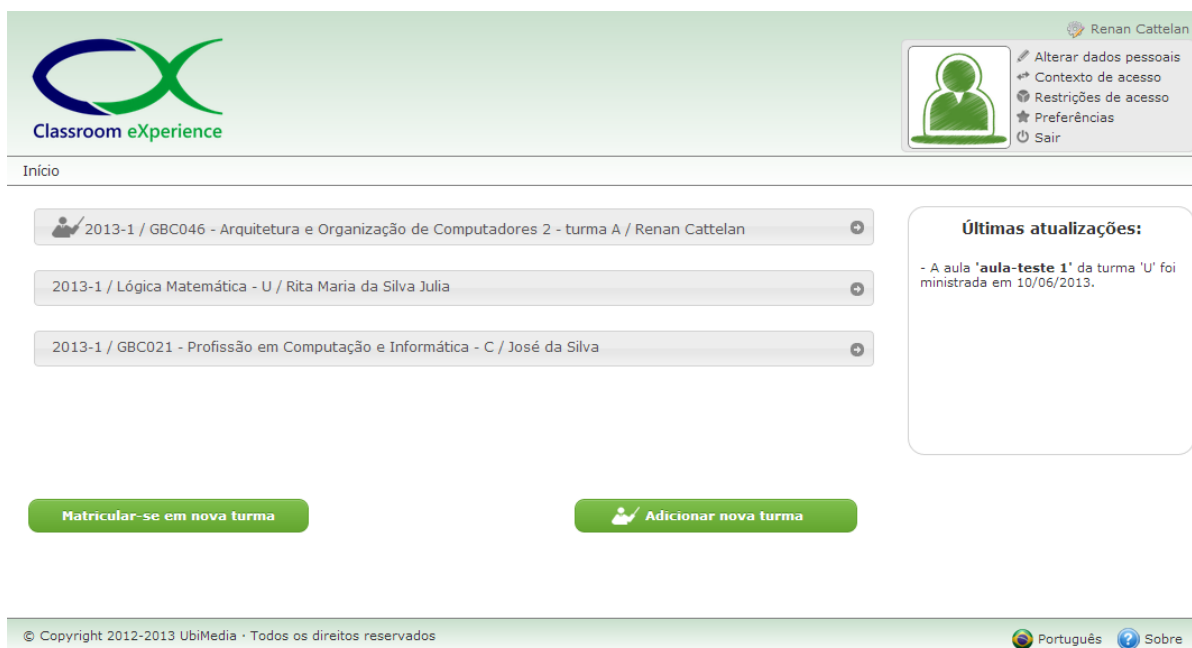 Renan Cattelan
Alterar dados pessoais
Contexto de acesso
Restrições de acesso
Preferências
Sair
Classroom eXperience
Início
2013-1 / GBC046 - Arquitetura e Organização de Computadores 2 - turma A / Renan Cattelan
2013-1 / Lógica Matemática - U / Rita Maria da Silva Julia
2013-1 / GBC021 - Profissão em Computação e Informática - C / José da Silva
Últimas atualizações:
- A aula 'aula-teste 1' da turma 'U' foi
ministrada em 10/06/2013.
Matricular-se em nova turma
Adicionar nova turma
© Copyright 2012-2013 UbiMedia · Todos os direitos reservados
Português
Sobre